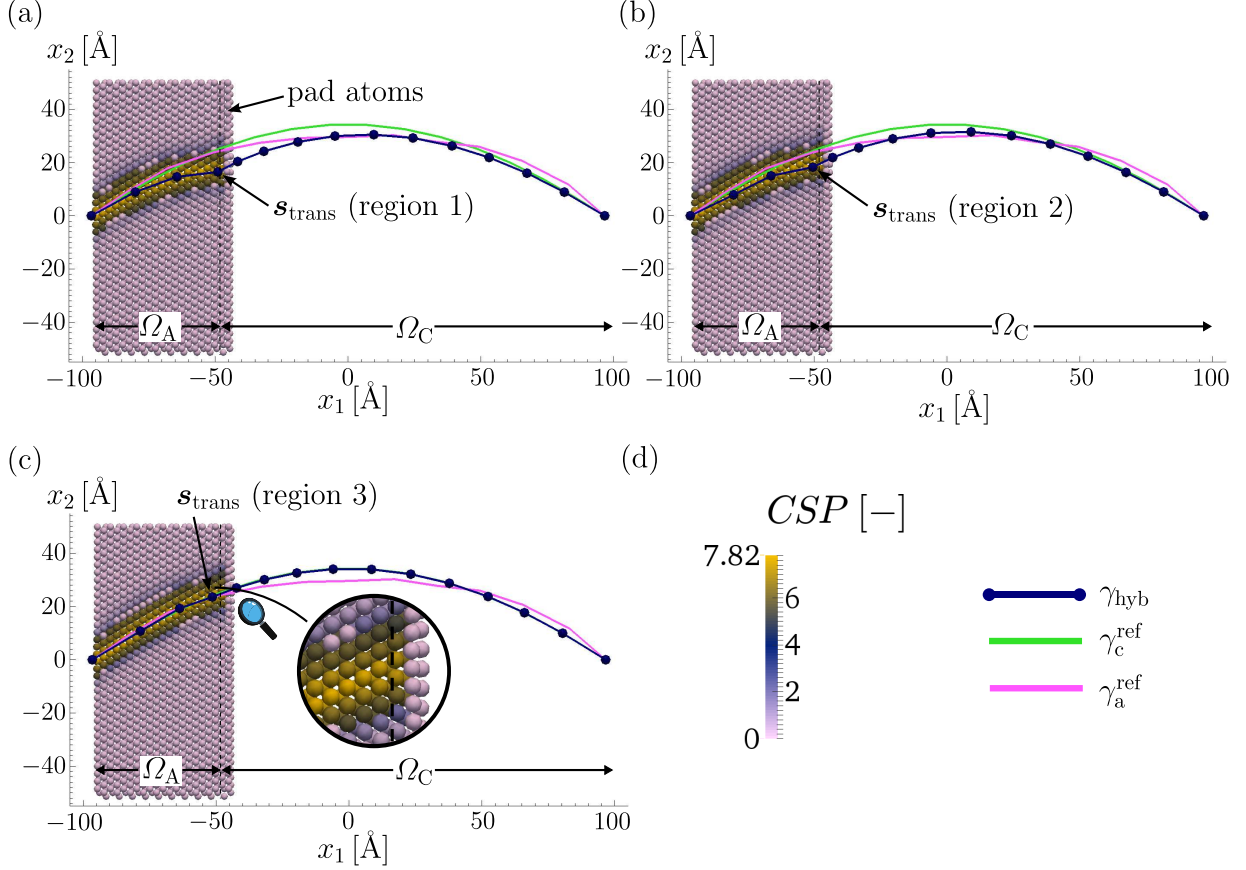 (a)
x₂ [Å]
pad atoms
40
20
0
−20
−40
s_trans (region 1)
Ω_A
Ω_C
−100
−50
0
50
100
x₁ [Å]
(b)
x₂ [Å]
40
20
0
−20
−40
s_trans (region 2)
Ω_A
Ω_C
−100
−50
0
50
100
x₁ [Å]
(c)
x₂ [Å]
s_trans (region 3)
40
20
0
−20
−40
Ω_A
Ω_C
−100
−50
0
50
100
x₁ [Å]
(d)
CSP [−]
7.82
6
4
2
0
γ_hyb
γ_c^ref
γ_a^ref